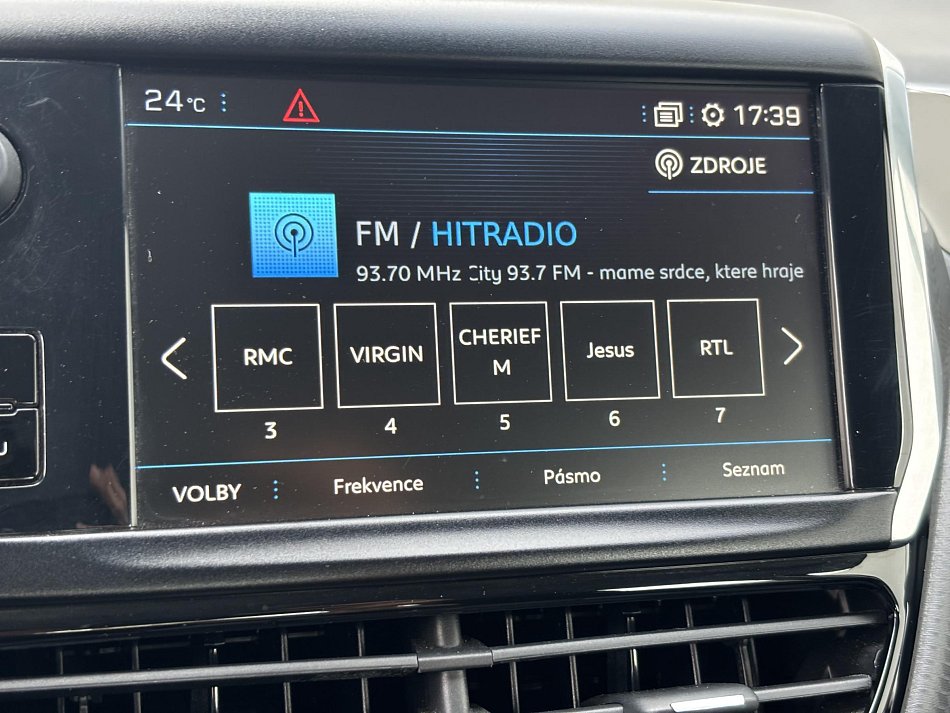 24°C 17:39
ZDROJE
FM / HITRADIO
93.70 MHz City 93.7 FM - mame srdce, ktere hraje
RMC VIRGIN CHERIEF M Jesus RTL
3 4 5 6 7
VOLBY Frekvence Pásmo Seznam